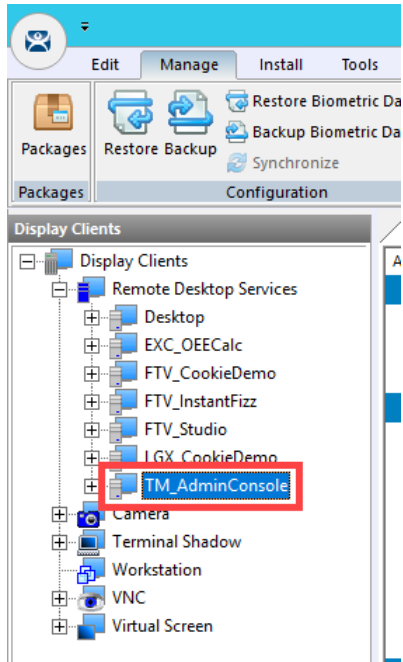 Edit Manage Install Tools
Restore Biometric Da
Backup Biometric Da
Packages Restore Backup Synchronize
Packages Configuration
Display Clients
A
Display Clients
Remote Desktop Services
Desktop
EXC_OEECalc
FTV_CookieDemo
FTV_InstantFizz
FTV_Studio
LGX_CookieDemo
TM_AdminConsole
Camera
Terminal Shadow
Workstation
VNC
Virtual Screen